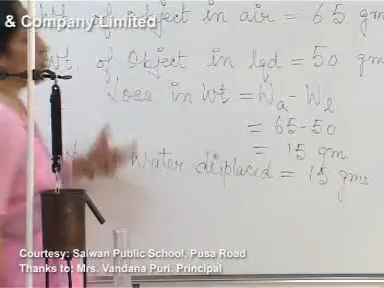 & Company Limited
Wt. of object in air = 65 gm
Wt. of Object in lqd = 50 gm
Loss in Wt = Wa - Wl
= 65-50
= 15 gm
Water displaced = 15 gms
Courtesy: Saiwan Public School, Pusa Road
Thanks to: Mrs. Vandana Puri. Principal